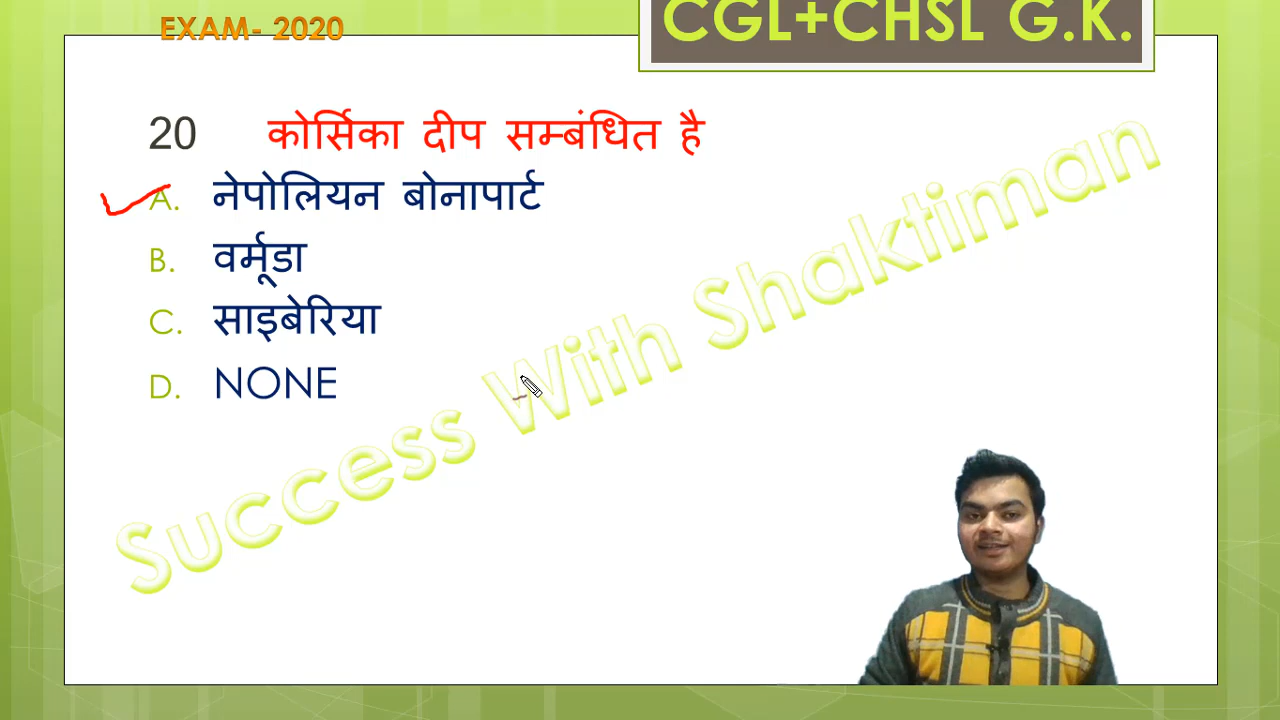 EXAM- 2020
CGL+CHSL G.K.
20 कोर्सिका दीप सम्बंधित है
A. नेपोलियन बोनापार्ट
B. वर्मूडा
C. साइबेरिया
D. NONE
Success With Shaktiman